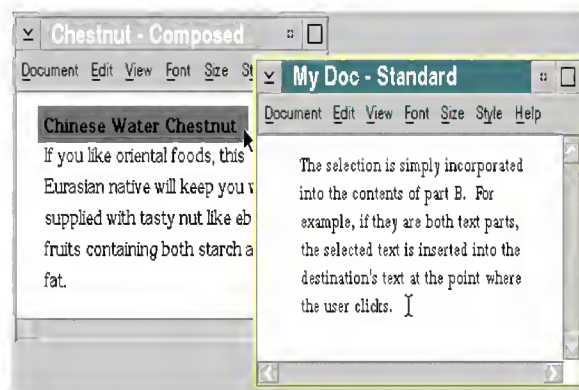 Chestnut - Composed
Document Edit View Font Size
Chinese Water Chestnut
If you like oriental foods, this
Eurasian native will keep you
supplied with tasty nut like
fruits containing both starch
fat.
My Doc - Standard
Document Edit View Font Size Style Help
The selection is simply incorporated
into the contents of part B. For
example, if they are both text parts,
the selected text is inserted into the
destination's text at the point where
the user clicks.